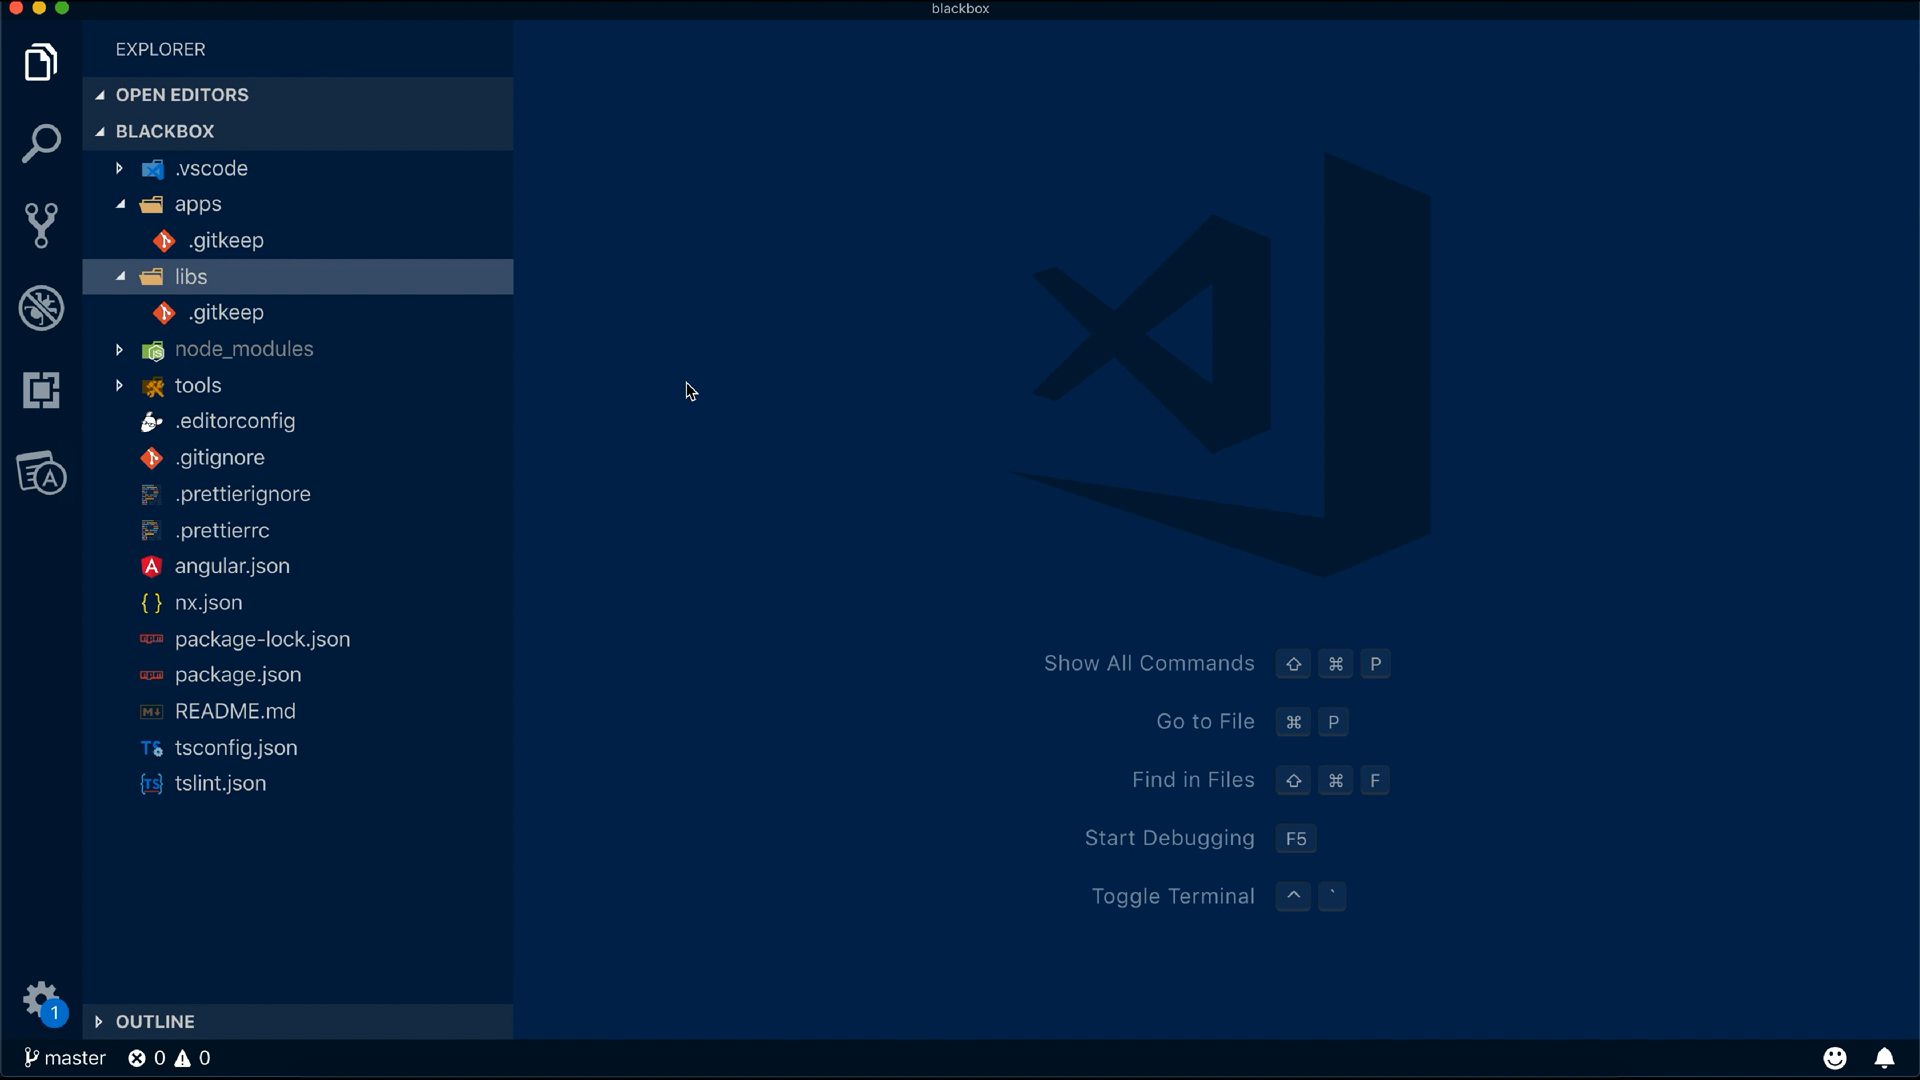 blackbox
EXPLORER
OPEN EDITORS
BLACKBOX
.vscode
apps
.gitkeep
libs
.gitkeep
node_modules
tools
.editorconfig
.gitignore
.prettierignore
.prettierrc
angular.json
nx.json
package-lock.json
package.json
README.md
tsconfig.json
tslint.json
Show All Commands ⇧ ⌘ P
Go to File ⌘ P
Find in Files ⇧ ⌘ F
Start Debugging F5
Toggle Terminal ^ `
1
OUTLINE
master 0 0